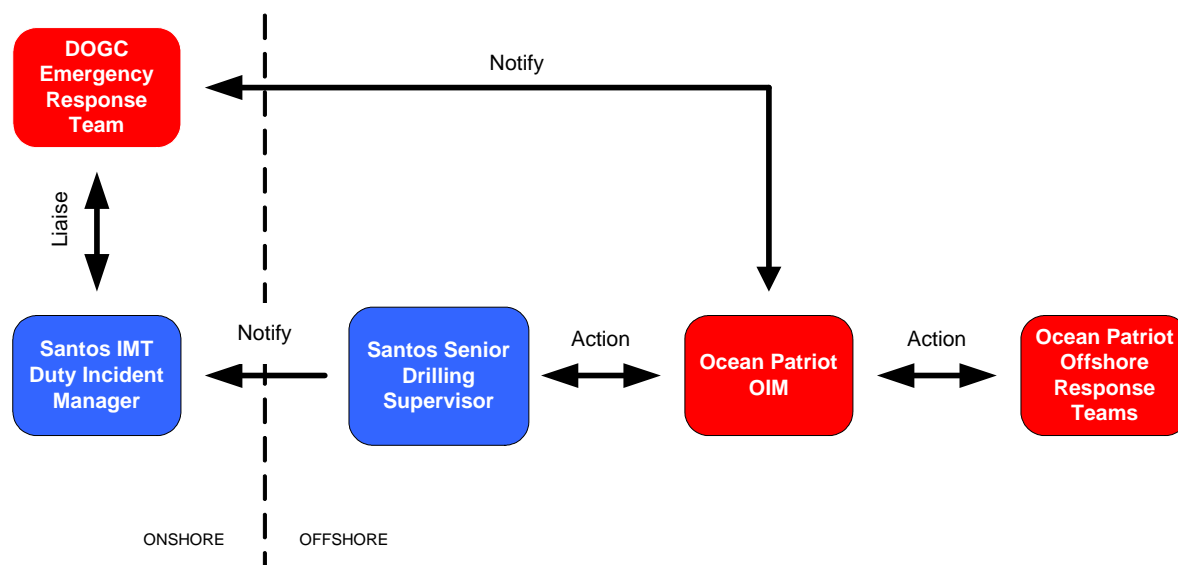 DOGC
Emergency
Response
Team
Notify
Liaise
Santos IMT
Duty Incident
Manager
Notify
Santos Senior
Drilling
Supervisor
Action
Ocean Patriot
OIM
Action
Ocean Patriot
Offshore
Response
Teams
ONSHORE
OFFSHORE